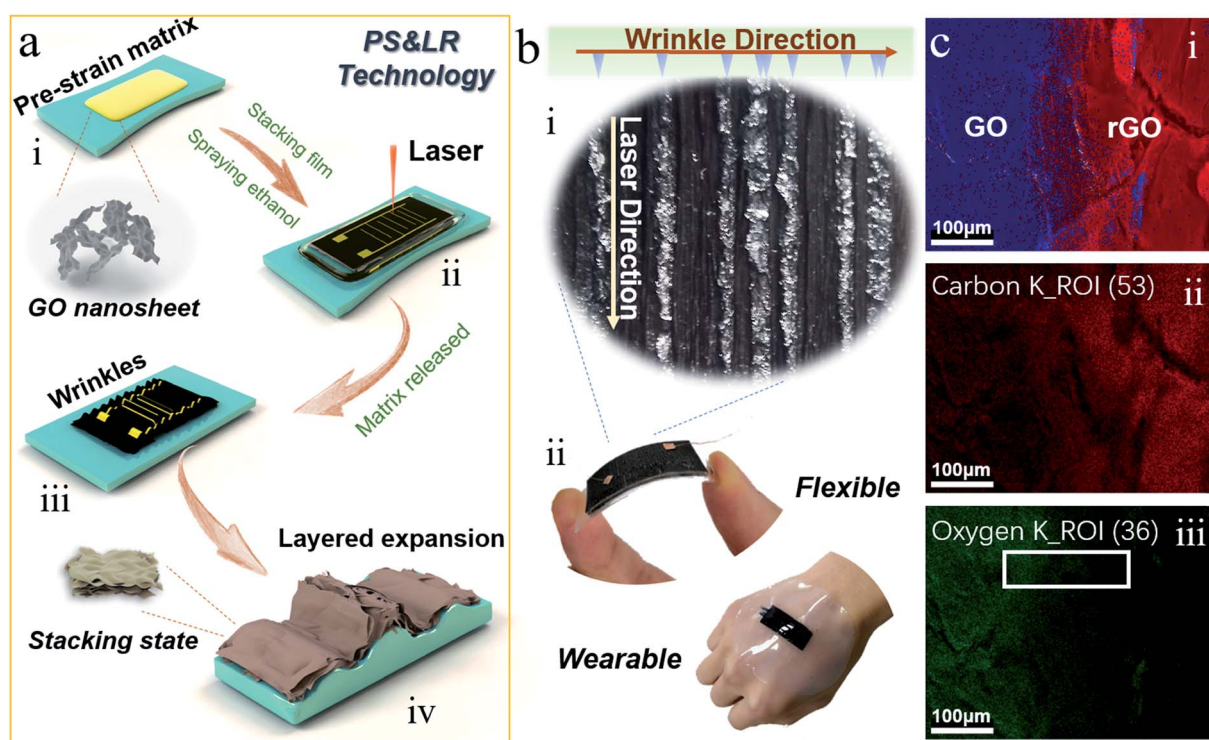 a
PS&LR
Technology
Pre-strain matrix
i
Stacking film
Spraying ethanol
Laser
GO nanosheet
ii
Matrix released
Wrinkles
iii
Layered expansion
Stacking state
iv
b
Wrinkle Direction
i
Laser Direction
ii
Flexible
Wearable
c
i
GO
rGO
100μm
Carbon K_ROI (53)
ii
100μm
Oxygen K_ROI (36)
iii
100μm